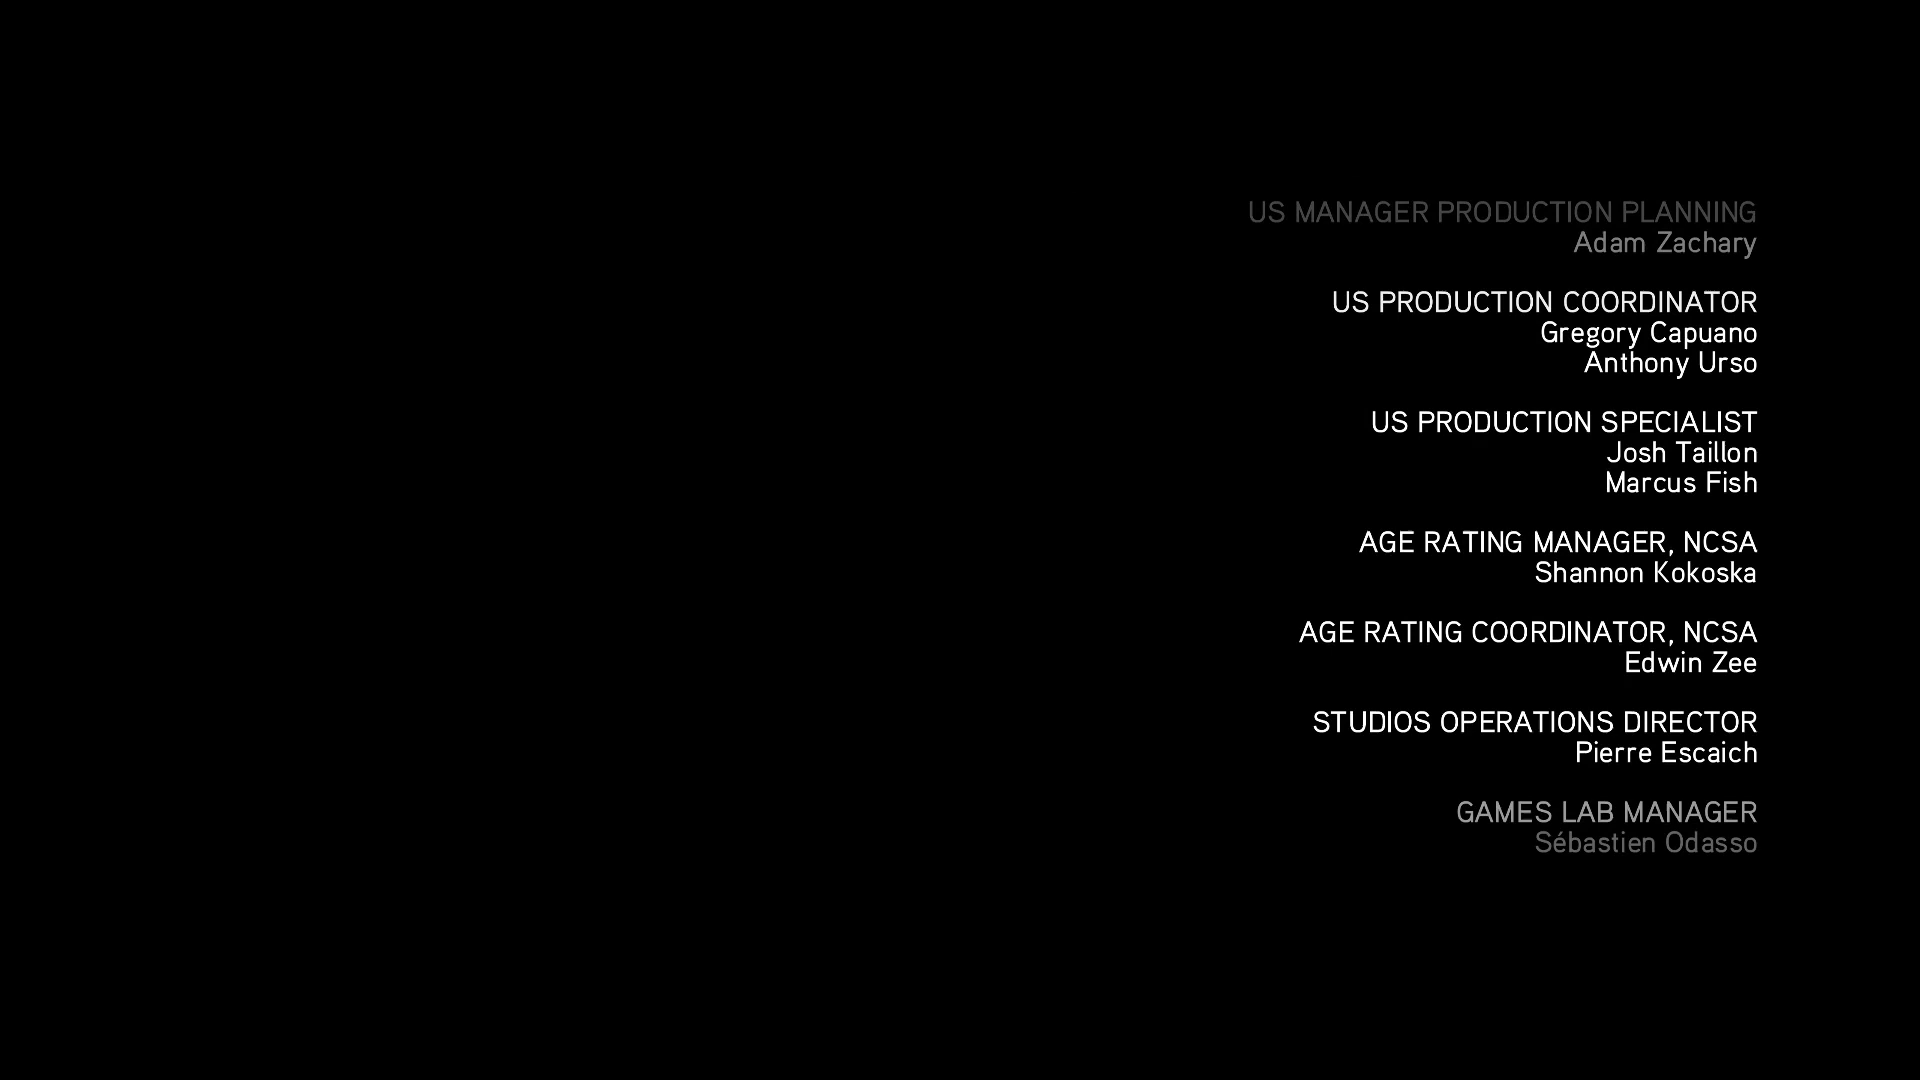 US MANAGER PRODUCTION PLANNING
Adam Zachary
US PRODUCTION COORDINATOR
Gregory Capuano
Anthony Urso
US PRODUCTION SPECIALIST
Josh Taillon
Marcus Fish
AGE RATING MANAGER, NCSA
Shannon Kokoska
AGE RATING COORDINATOR, NCSA
Edwin Zee
STUDIOS OPERATIONS DIRECTOR
Pierre Escaich
GAMES LAB MANAGER
Sébastien Odasso